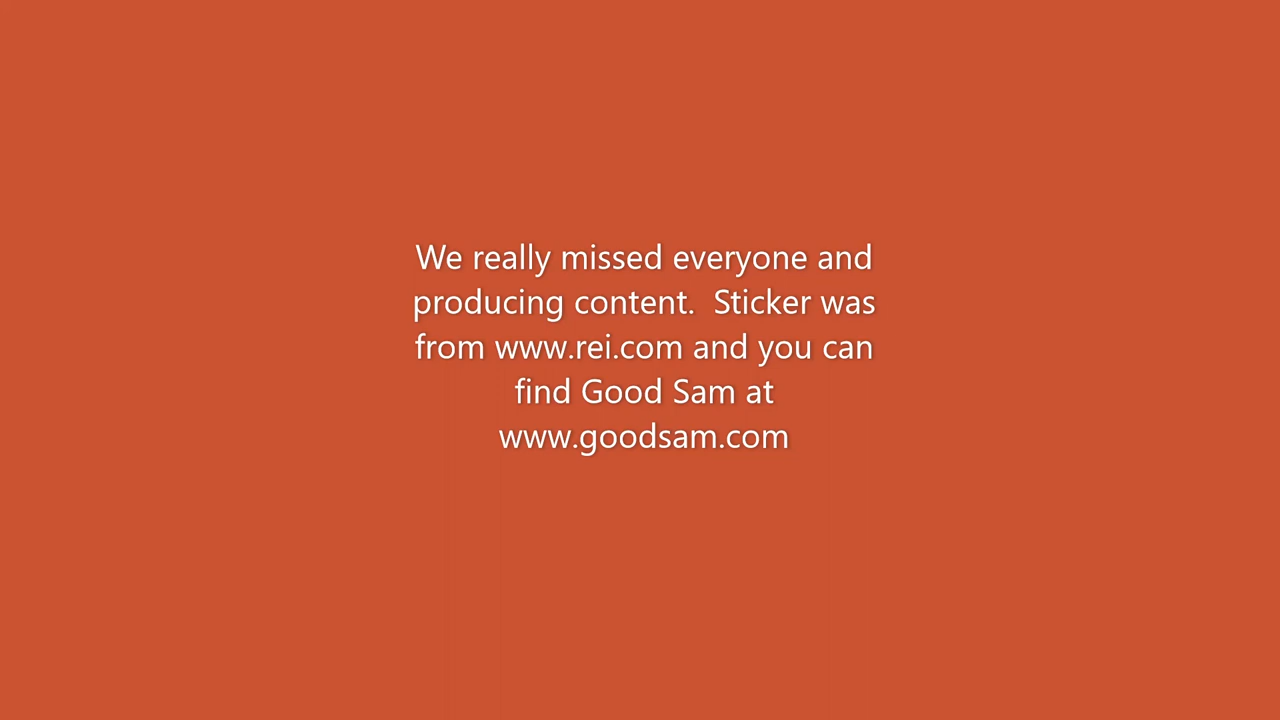 We really missed everyone and
producing content.  Sticker was
from www.rei.com and you can
find Good Sam at
www.goodsam.com